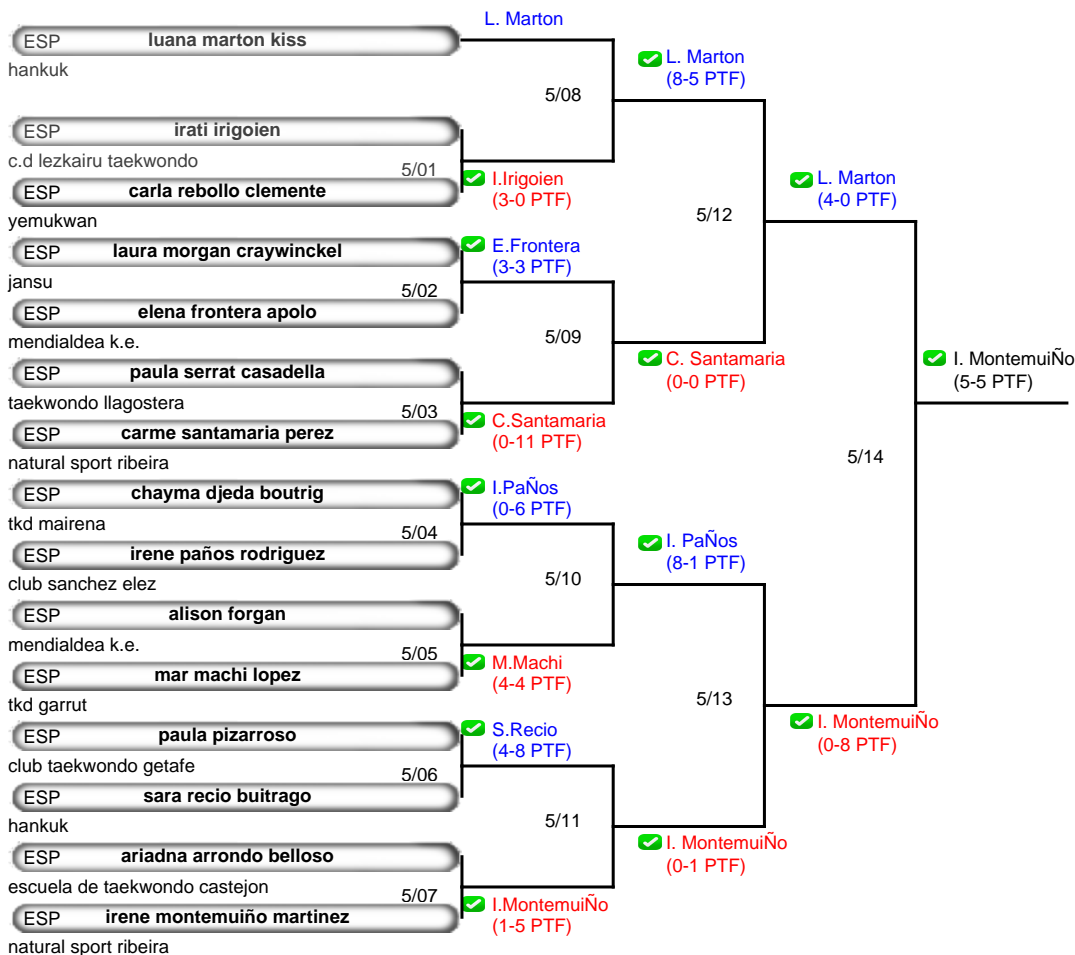 L. Marton
ESP luana marton kiss
hankuk
L. Marton
(8-5 PTF)
5/08
ESP irati irigoien
c.d lezkairu taekwondo
5/01
I.Irigoien
(3-0 PTF)
ESP carla rebollo clemente
yemukwan
L. Marton
(4-0 PTF)
5/12
ESP laura morgan craywinckel
jansu
E.Frontera
(3-3 PTF)
5/02
ESP elena frontera apolo
mendialdea k.e.
5/09
C. Santamaria
(0-0 PTF)
I. MontemuiÑo
(5-5 PTF)
ESP paula serrat casadella
taekwondo llagostera
5/03
C.Santamaria
(0-11 PTF)
ESP carme santamaria perez
natural sport ribeira
5/14
ESP chayma djeda boutrig
tkd mairena
I.PaÑos
(0-6 PTF)
5/04
ESP irene paños rodriguez
club sanchez elez
I. PaÑos
(8-1 PTF)
5/10
ESP alison forgan
mendialdea k.e.
5/05
M.Machi
(4-4 PTF)
ESP mar machi lopez
tkd garrut
5/13
I. MontemuiÑo
(0-8 PTF)
ESP paula pizarroso
club taekwondo getafe
S.Recio
(4-8 PTF)
5/06
ESP sara recio buitrago
hankuk
5/11
I. MontemuiÑo
(0-1 PTF)
ESP ariadna arrondo belloso
escuela de taekwondo castejon
5/07
I.MontemuiÑo
(1-5 PTF)
ESP irene montemuiño martinez
natural sport ribeira